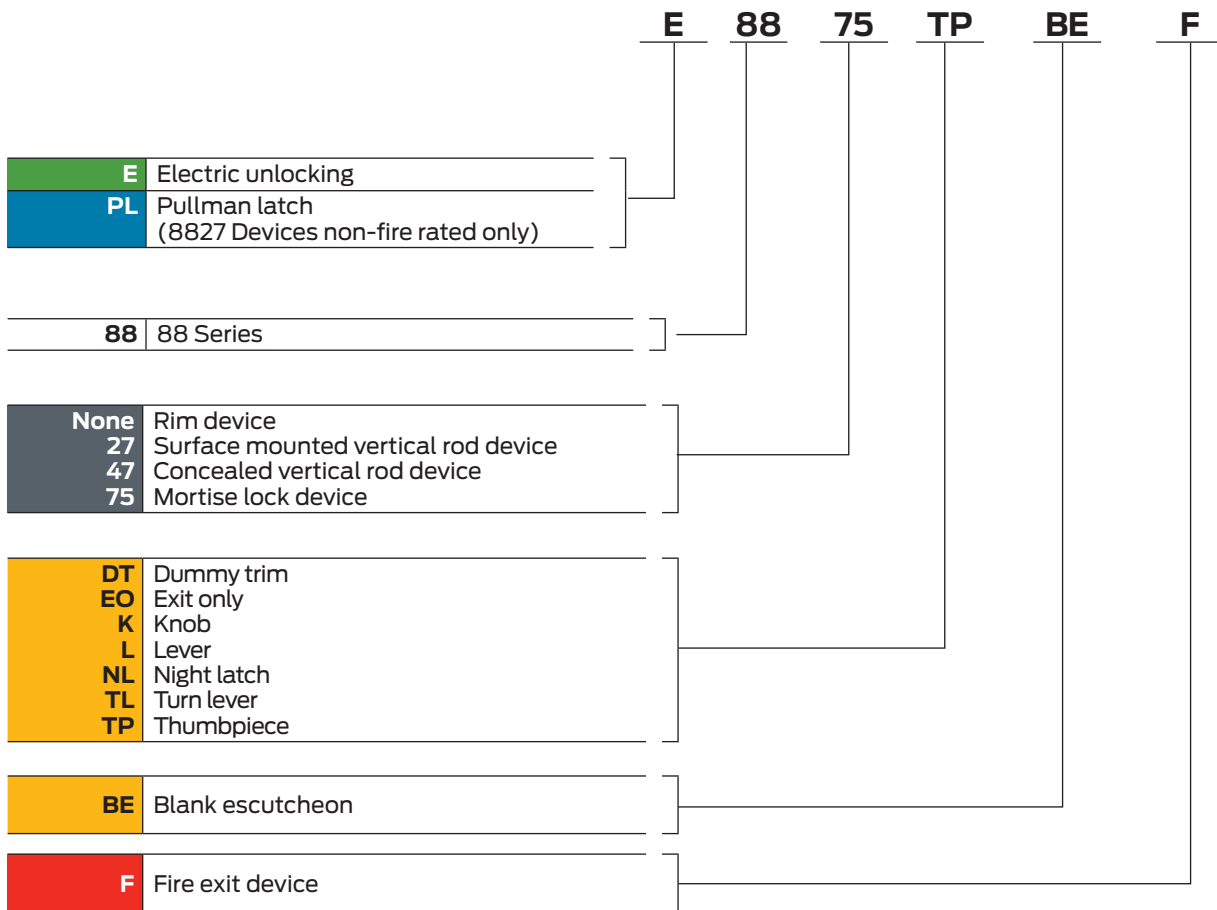 E 88 75 TP BE F
E Electric unlocking
PL Pullman latch
(8827 Devices non-fire rated only)
88 88 Series
None Rim device
27 Surface mounted vertical rod device
47 Concealed vertical rod device
75 Mortise lock device
DT Dummy trim
EO Exit only
K Knob
L Lever
NL Night latch
TL Turn lever
TP Thumbpiece
BE Blank escutcheon
F Fire exit device